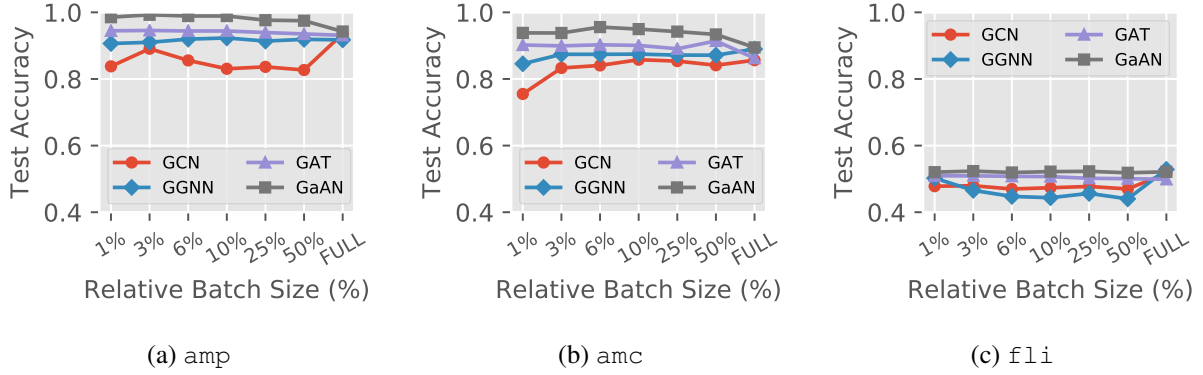 Test Accuracy
1.0
0.8
0.6
0.4
GCN
GGNN
GAT
GaAN
1% 3% 6% 10% 25% 50% FULL
Relative Batch Size (%)
(a) amp
Test Accuracy
1.0
0.8
0.6
0.4
GCN
GGNN
GAT
GaAN
1% 3% 6% 10% 25% 50% FULL
Relative Batch Size (%)
(b) amc
Test Accuracy
1.0
0.8
0.6
0.4
GCN
GGNN
GAT
GaAN
1% 3% 6% 10% 25% 50% FULL
Relative Batch Size (%)
(c) fli